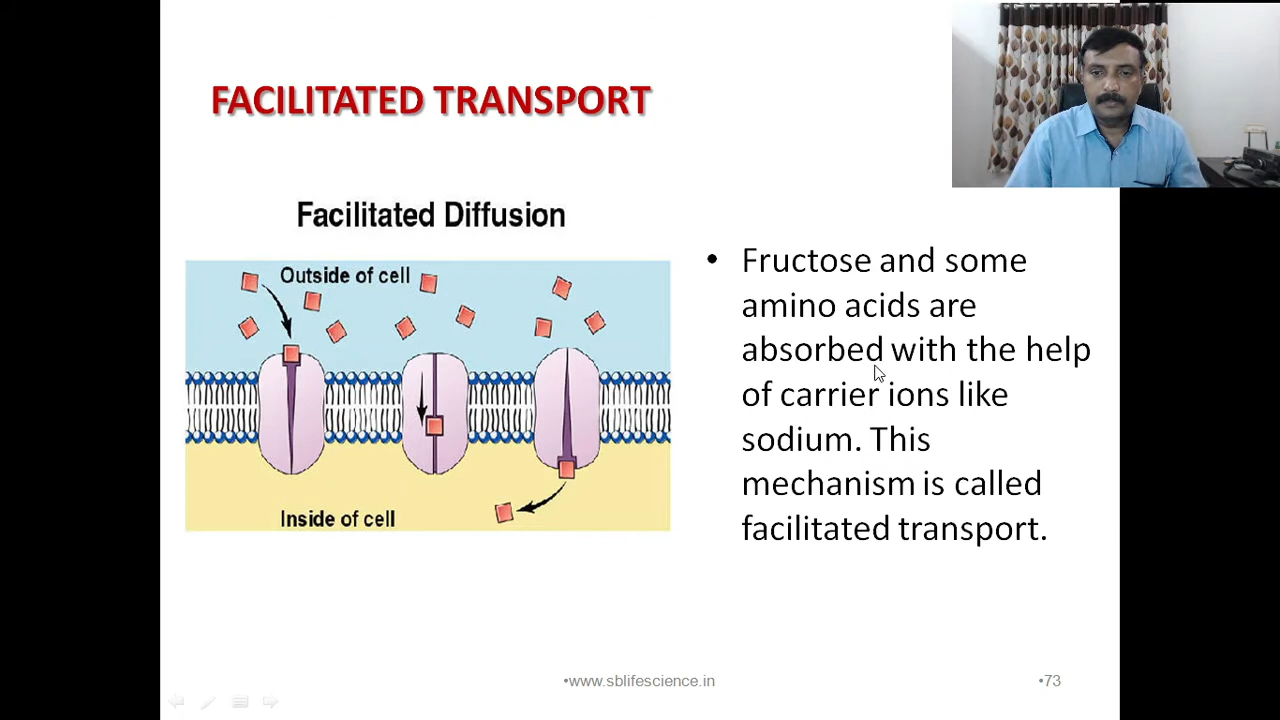 FACILITATED TRANSPORT
Facilitated Diffusion
Outside of cell
Inside of cell
• Fructose and some
amino acids are
absorbed with the help
of carrier ions like
sodium. This
mechanism is called
facilitated transport.
•www.sblifescience.in
•73